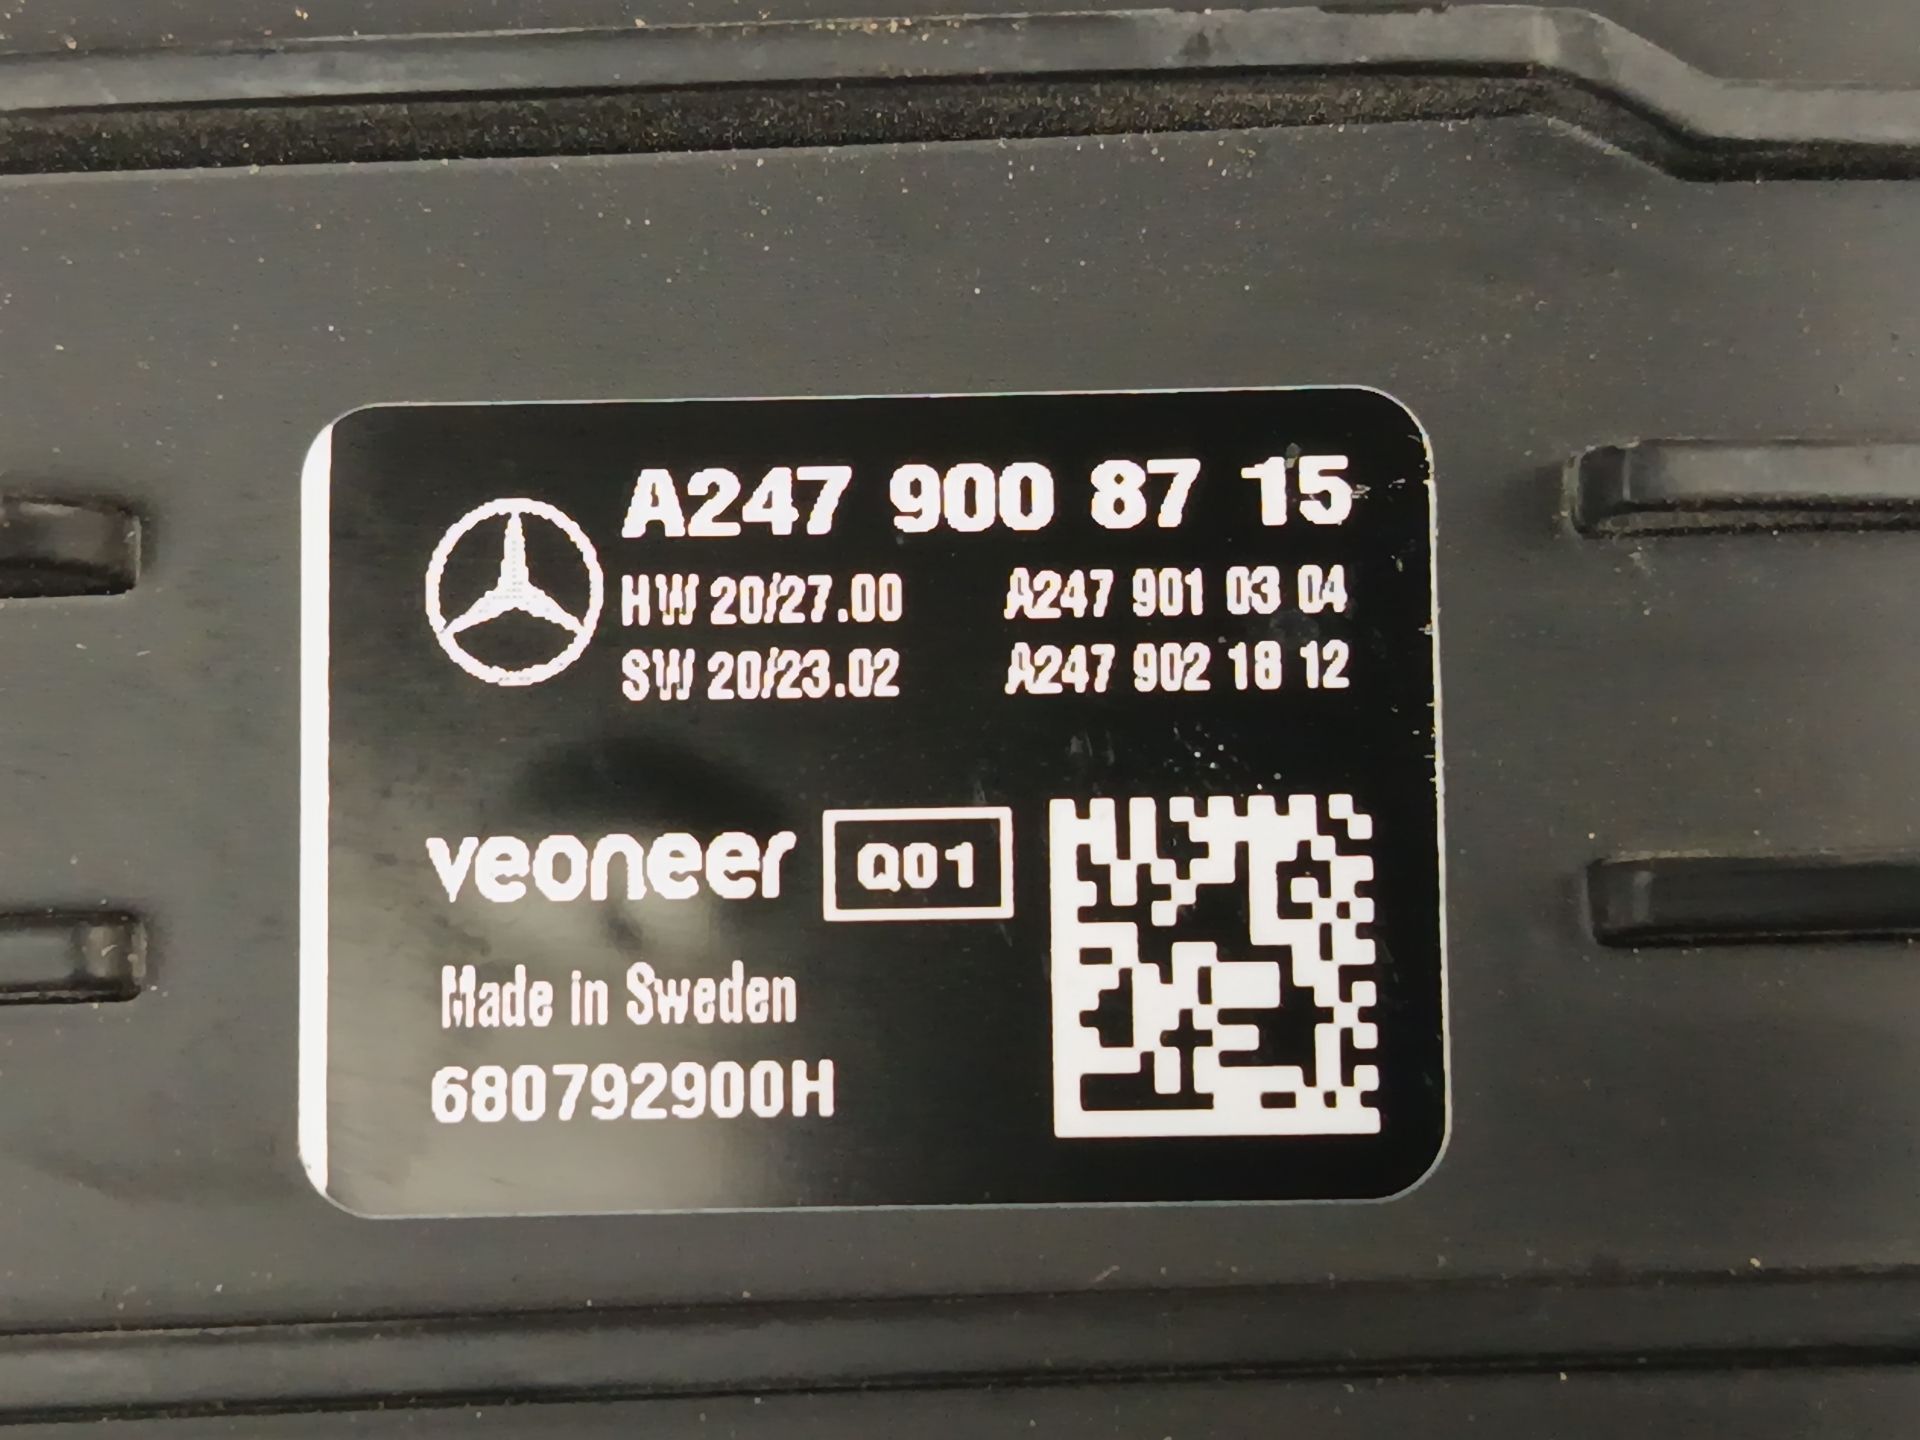 A247 900 87 15
HW 20/27.00 A247 901 03 04
SW 20/23.02 A247 902 18 12
veoneer Q01
Made in Sweden
680792900H